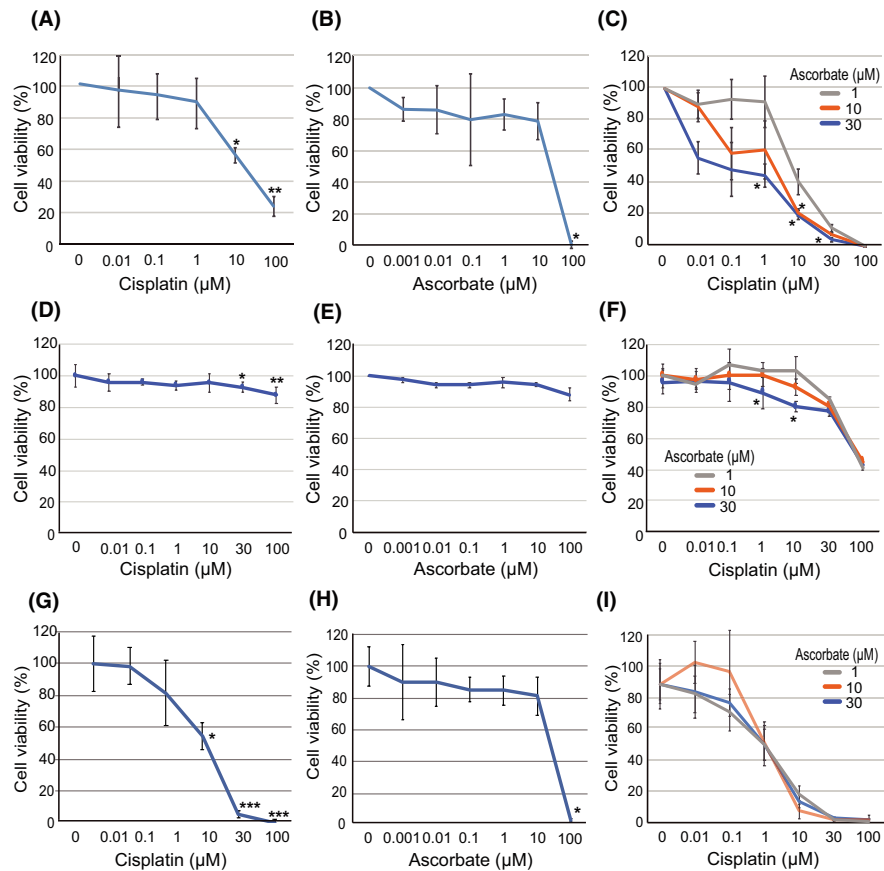 (A)
120
100
80
60
40
20
0
Cell viability (%)
*
**
0 0.01 0.1 1 10 100
Cisplatin (µM)
(B)
120
100
80
60
40
20
0
Cell viability (%)
*
0 0.001 0.01 0.1 1 10 100
Ascorbate (µM)
(C)
120
100
80
60
40
20
0
Cell viability (%)
Ascorbate (µM)
1
10
30
*
*
*
*
0 0.01 0.1 1 10 30 100
Cisplatin (µM)
(D)
120
100
80
60
40
20
0
Cell viability (%)
*
**
0 0.01 0.1 1 10 30 100
Cisplatin (µM)
(E)
120
100
80
60
40
20
0
Cell viability (%)
0 0.001 0.01 0.1 1 10 100
Ascorbate (µM)
(F)
120
100
80
60
40
20
0
Cell viability (%)
*
*
Ascorbate (µM)
1
10
30
0 0.01 0.1 1 10 30 100
Cisplatin (µM)
(G)
120
100
80
60
40
20
0
Cell viability (%)
*
***
***
0 0.01 0.1 1 10 30 100
Cisplatin (µM)
(H)
120
100
80
60
40
20
0
Cell viability (%)
*
0 0.001 0.01 0.1 1 10 100
Ascorbate (µM)
(I)
120
100
80
60
40
20
0
Cell viability (%)
Ascorbate (µM)
1
10
30
0 0.01 0.1 1 10 30 100
Cisplatin (µM)